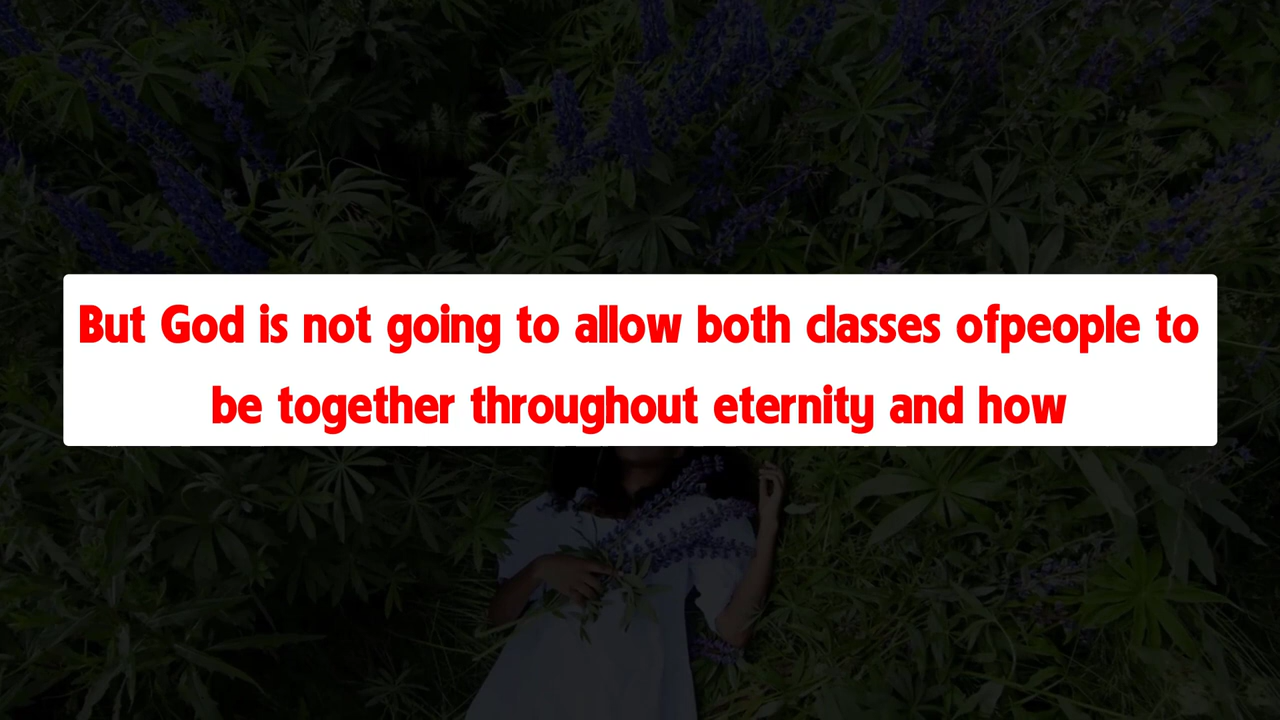 But God is not going to allow both classes ofpeople to
be together throughout eternity and how